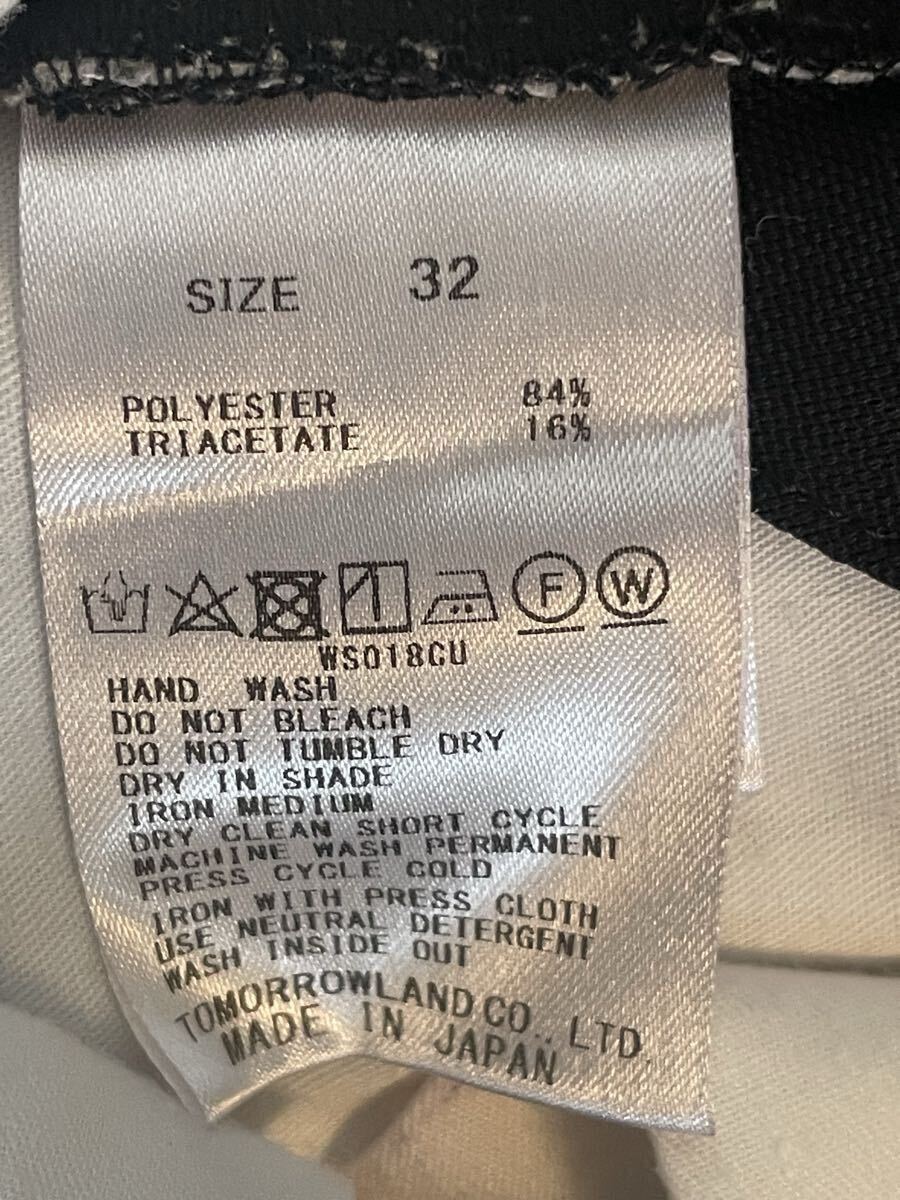 SIZE 32
POLYESTER 84%
TRIACETATE 16%
F W
WS018CU
HAND WASH
DO NOT BLEACH
DO NOT TUMBLE DRY
DRY IN SHADE
IRON MEDIUM
DRY CLEAN SHORT CYCLE
MACHINE WASH PERMANENT
PRESS CYCLE COLD
IRON WITH PRESS CLOTH
USE NEUTRAL DETERGENT
WASH INSIDE OUT
TOMORROWLAND CO., LTD.
MADE IN JAPAN